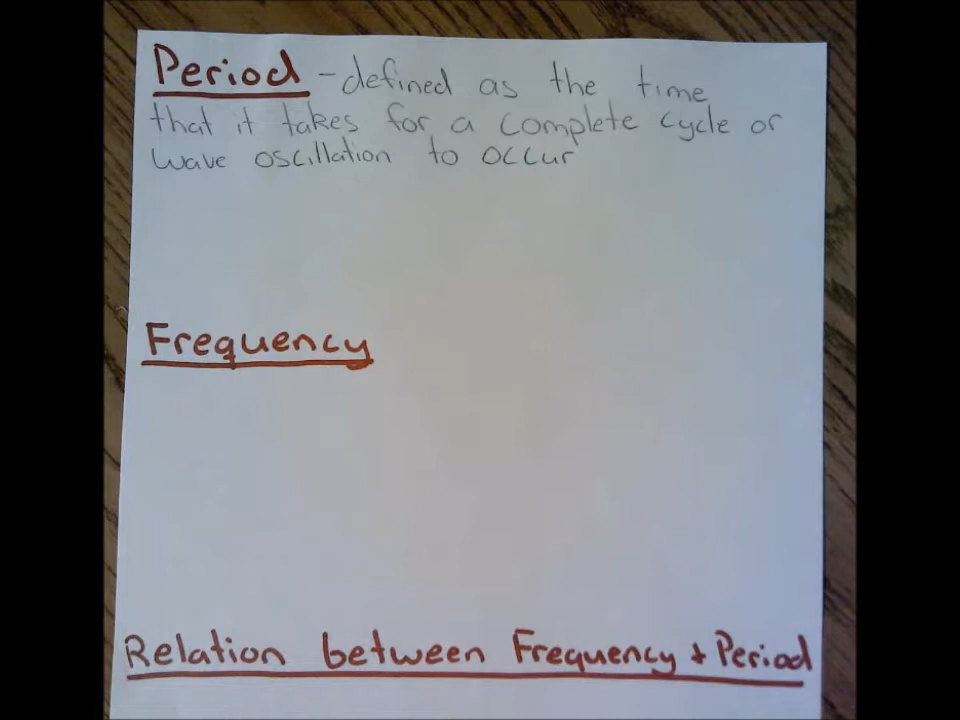 Period - defined as the time
that it takes for a complete cycle or
wave oscillation to occur
Frequency
Relation between Frequency + Period